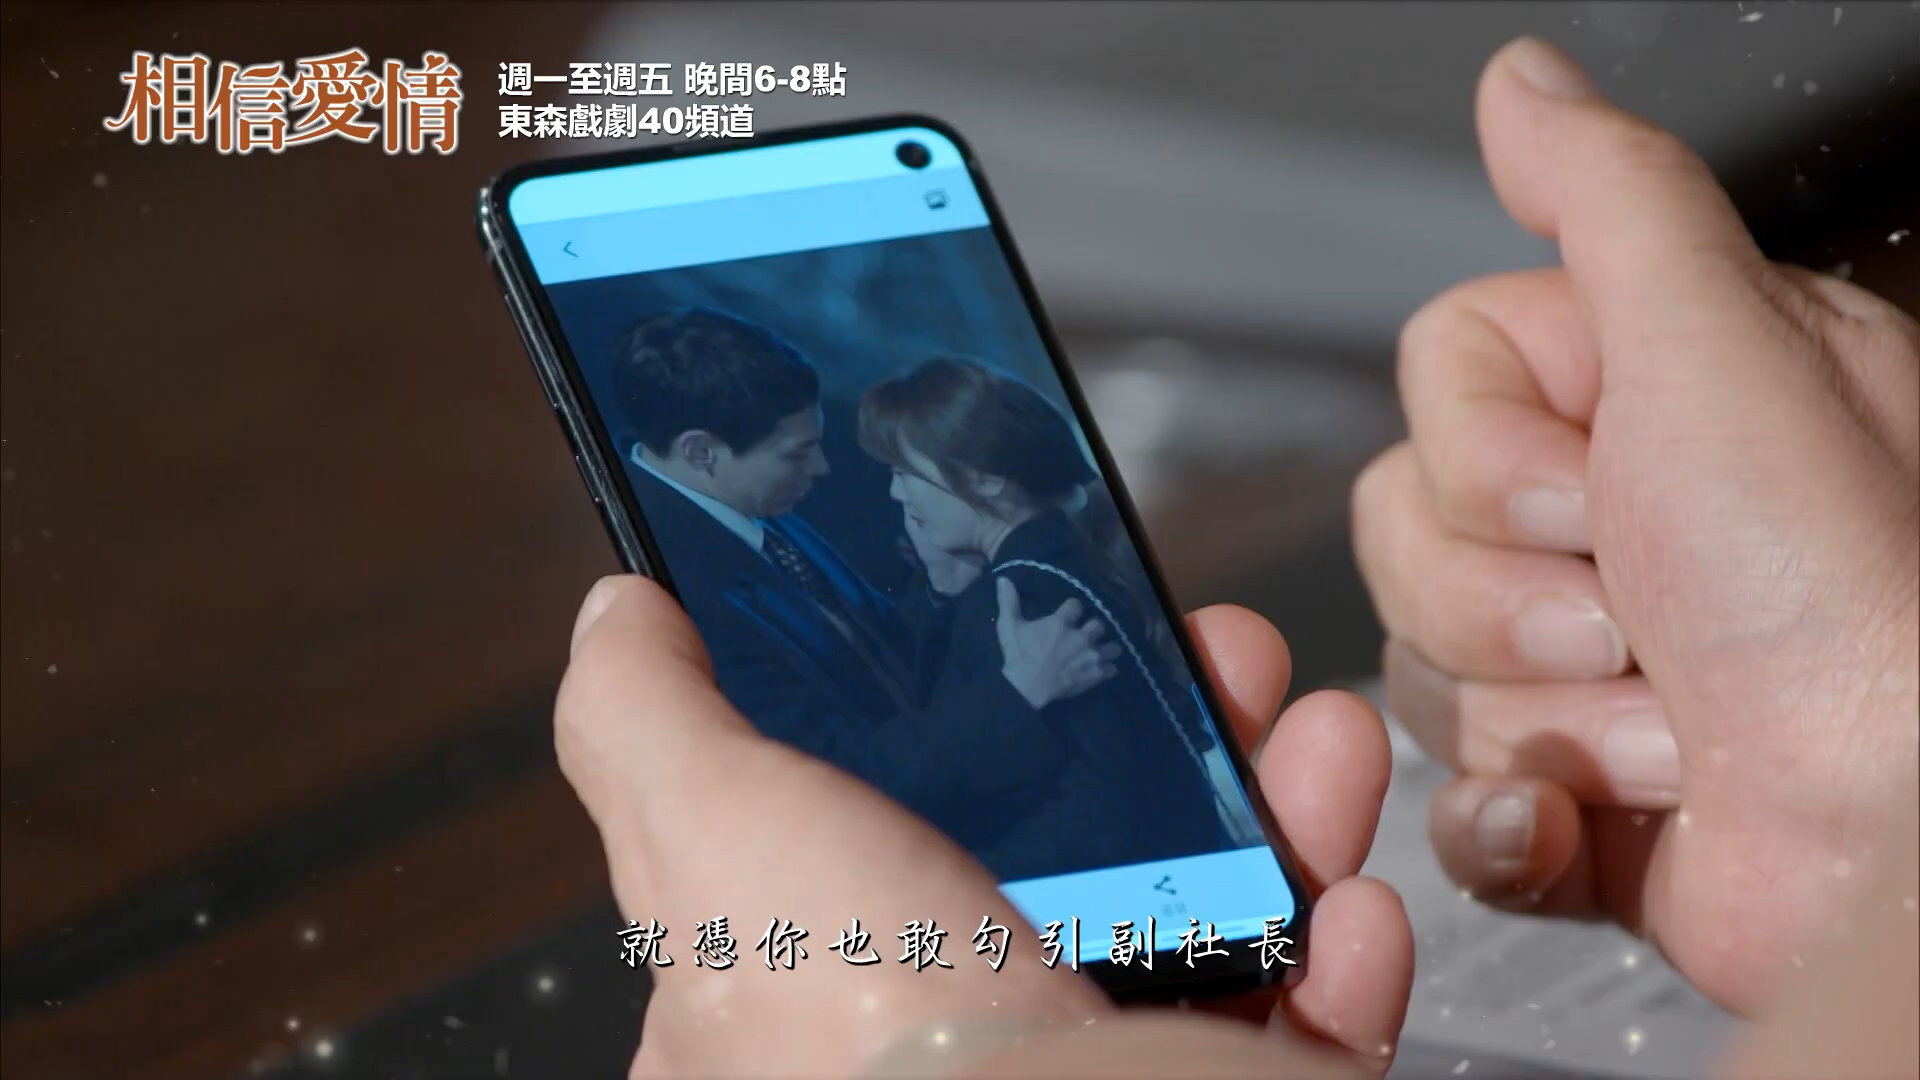 相信愛情
週一至週五 晚間6-8點
東森戲劇40頻道
就憑你也敢勾引副社長